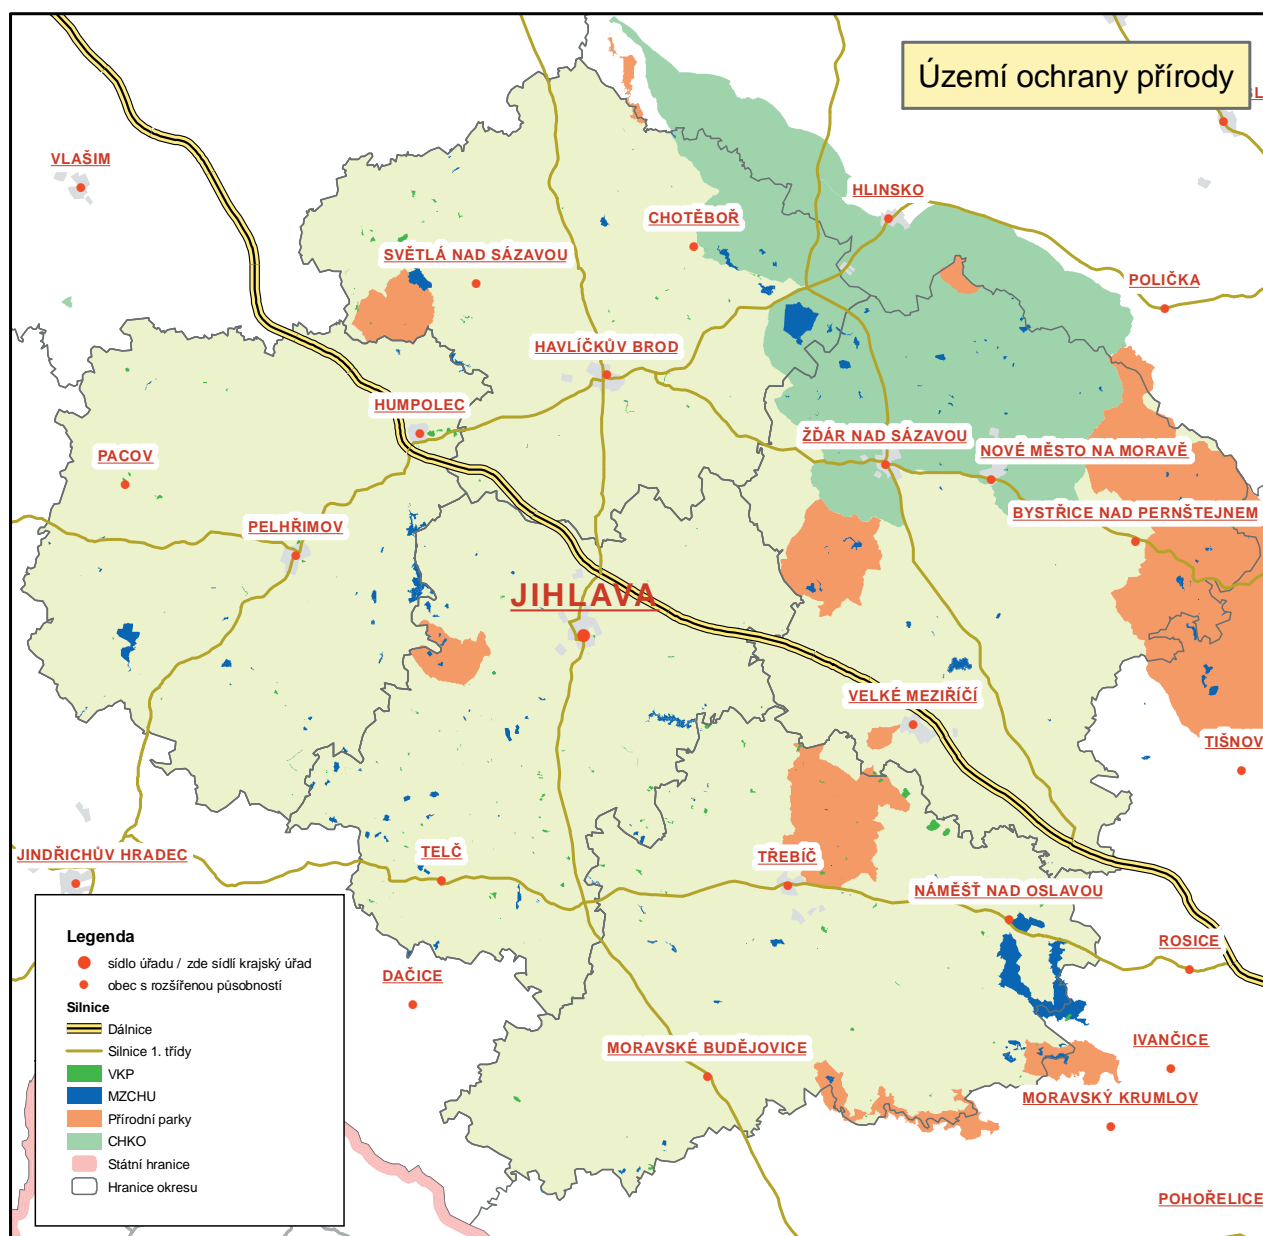 Území ochrany přírody
VLAŠIM
HLINSKO
CHOTĚBOŘ
SVĚTLÁ NAD SÁZAVOU
POLIČKA
HAVLÍČKŮV BROD
HUMPOLEC
ŽĎÁR NAD SÁZAVOU
NOVÉ MĚSTO NA MORAVĚ
PACOV
BYSTŘICE NAD PERNŠTEJNEM
PELHŘIMOV
JIHLAVA
VELKÉ MEZIŘÍČÍ
TIŠNOV
JINDŘICHŮV HRADEC
TELČ
TŘEBÍČ
NÁMĚŠŤ NAD OSLAVOU
ROSICE
DAČICE
MORAVSKÉ BUDĚJOVICE
IVANČICE
MORAVSKÝ KRUMLOV
POHOŘELICE
Legenda
sídlo úřadu / zde sídlí krajský úřad
obec s rozšířenou působností
Silnice
Dálnice
Silnice 1. třídy
VKP
MZCHU
Přírodní parky
CHKO
Státní hranice
Hranice okresu